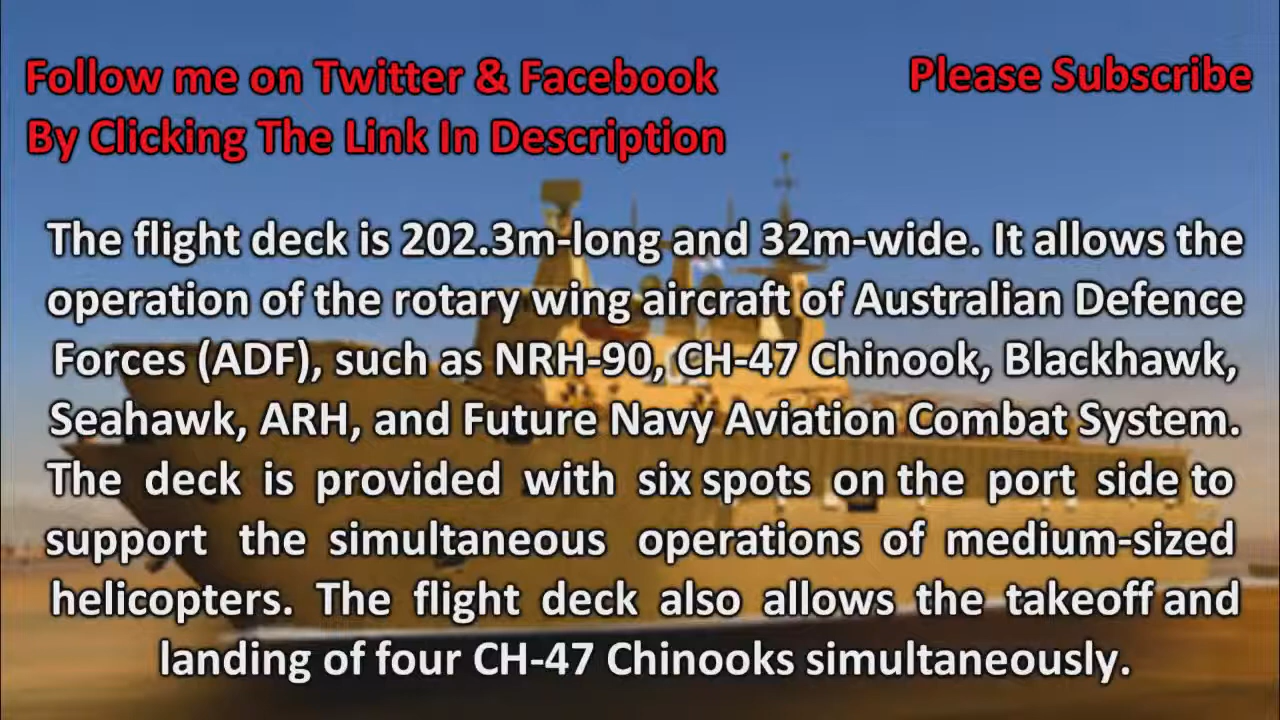 Follow me on Twitter & Facebook
By Clicking The Link In Description
Please Subscribe
The flight deck is 202.3m-long and 32m-wide. It allows the
operation of the rotary wing aircraft of Australian Defence
Forces (ADF), such as NRH-90, CH-47 Chinook, Blackhawk,
Seahawk, ARH, and Future Navy Aviation Combat System.
The deck is provided with six spots on the port side to
support the simultaneous operations of medium-sized
helicopters. The flight deck also allows the takeoff and
landing of four CH-47 Chinooks simultaneously.